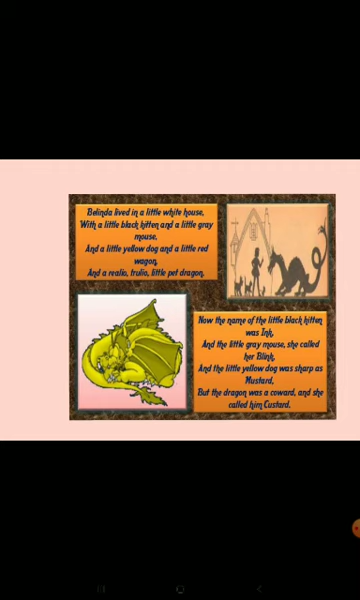 Belinda lived in a little white house,
With a little black kitten and a little gray
mouse,
And a little yellow dog and a little red
wagon,
And a realio, trulio, little pet dragon,
Now the name of the little black kitten
was Ink,
And the little gray mouse, she called
her Blink,
And the little yellow dog was sharp as
Mustard,
But the dragon was a coward, and she
called him Custard.